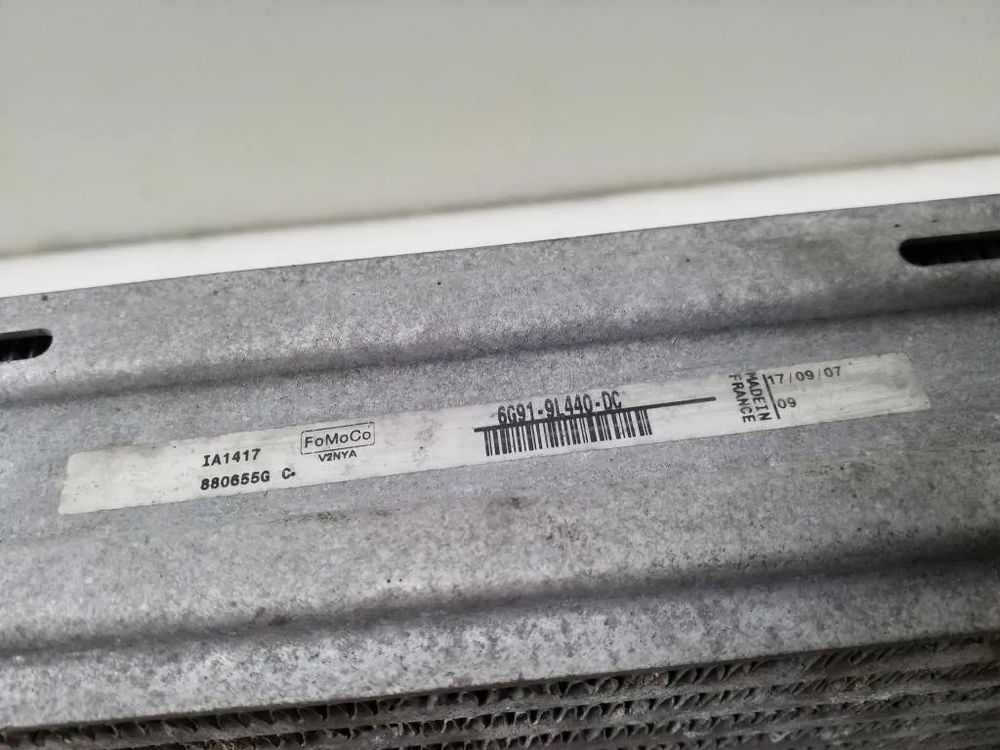 IA1417
880655G C
FoMoCo
V2NYA
6G91-9L440-DC
MADE IN
FRANCE
17/09/07
09